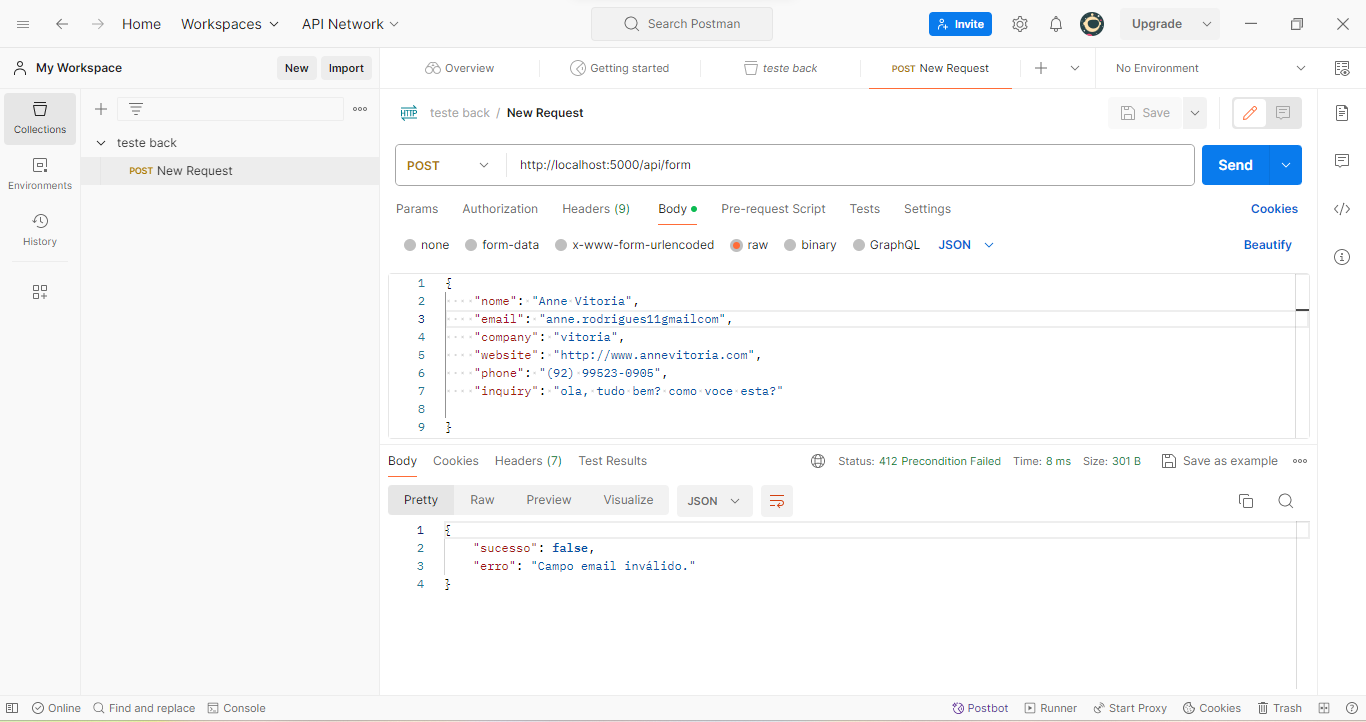 Home Workspaces API Network Search Postman Invite Upgrade
My Workspace New Import Overview Getting started teste back POST New Request No Environment
Collections
Environments
History
teste back
POST New Request
HTTP teste back / New Request Save
POST http://localhost:5000/api/form Send
Params Authorization Headers (9) Body Pre-request Script Tests Settings Cookies
none form-data x-www-form-urlencoded raw binary GraphQL JSON Beautify
1 {
2 "nome": "Anne Vitoria",
3 "email": "anne.rodrigues11gmailcom",
4 "company": "vitoria",
5 "website": "http://www.annevitoria.com",
6 "phone": "(92) 99523-0905",
7 "inquiry": "ola, tudo bem? como voce esta?"
8
9 }
Body Cookies Headers (7) Test Results Status: 412 Precondition Failed Time: 8 ms Size: 301 B Save as example
Pretty Raw Preview Visualize JSON
1 {
2 "sucesso": false,
3 "erro": "Campo email inválido."
4 }
Online Find and replace Console Postbot Runner Start Proxy Cookies Trash